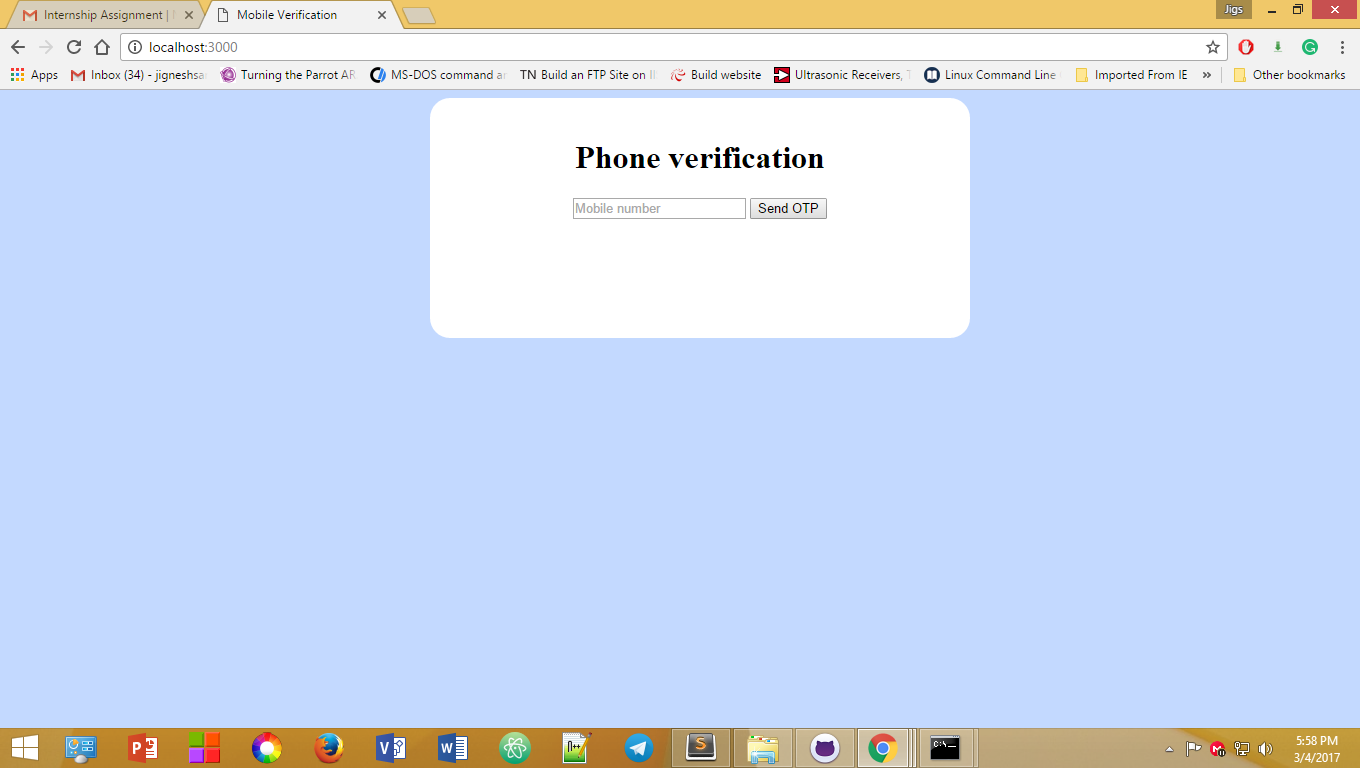 Internship Assignment |
Mobile Verification
Jigs
localhost:3000
Apps
Inbox (34) - jigneshsa
Turning the Parrot AR
MS-DOS command a
TN Build an FTP Site on I
Build website
Ultrasonic Receivers,
Linux Command Line
Imported From IE
»
Other bookmarks
Phone verification
Mobile number
Send OTP
5:58 PM
3/4/2017